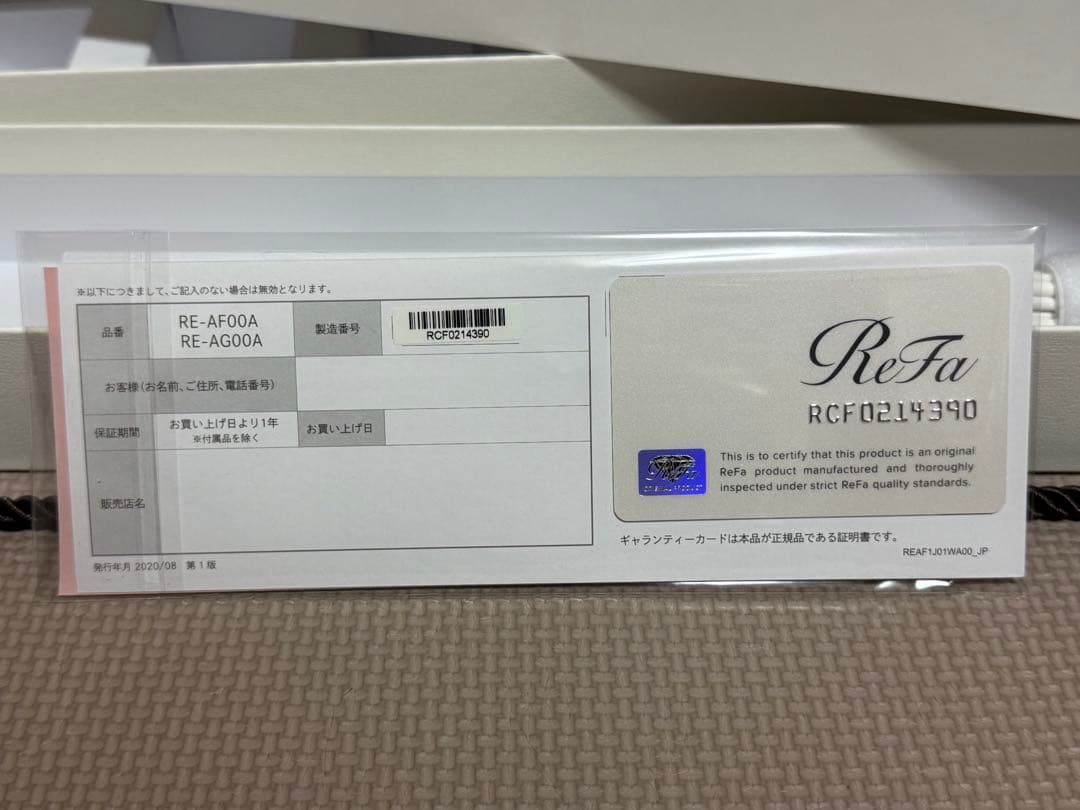 ※以下につきまして、ご記入のない場合は無効となります。
品番
RE-AF00A
RE-AG00A
製造番号
RCF0214390
お客様(お名前、ご住所、電話番号)
保証期間
お買い上げ日より1年
※付属品を除く
お買い上げ日
販売店名
発行年月 2020/08 第1版
ReFa
RCF0214390
ReFa
ORIGINAL PRODUCT
This is to certify that this product is an original
ReFa product manufactured and thoroughly
inspected under strict ReFa quality standards.
ギャランティーカードは本品が正規品である証明書です。
REAF1J01WA00_JP